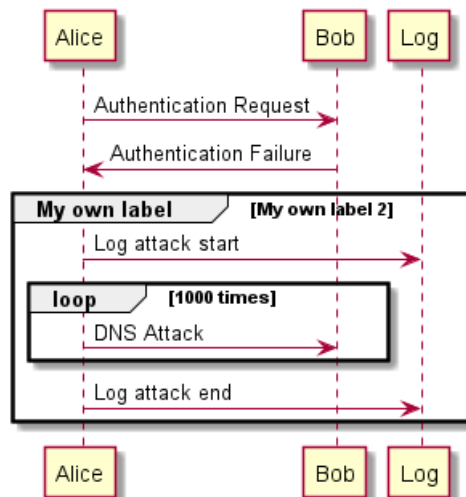 Alice Bob Log
Authentication Request
Authentication Failure
My own label [My own label 2]
Log attack start
loop [1000 times]
DNS Attack
Log attack end
Alice Bob Log